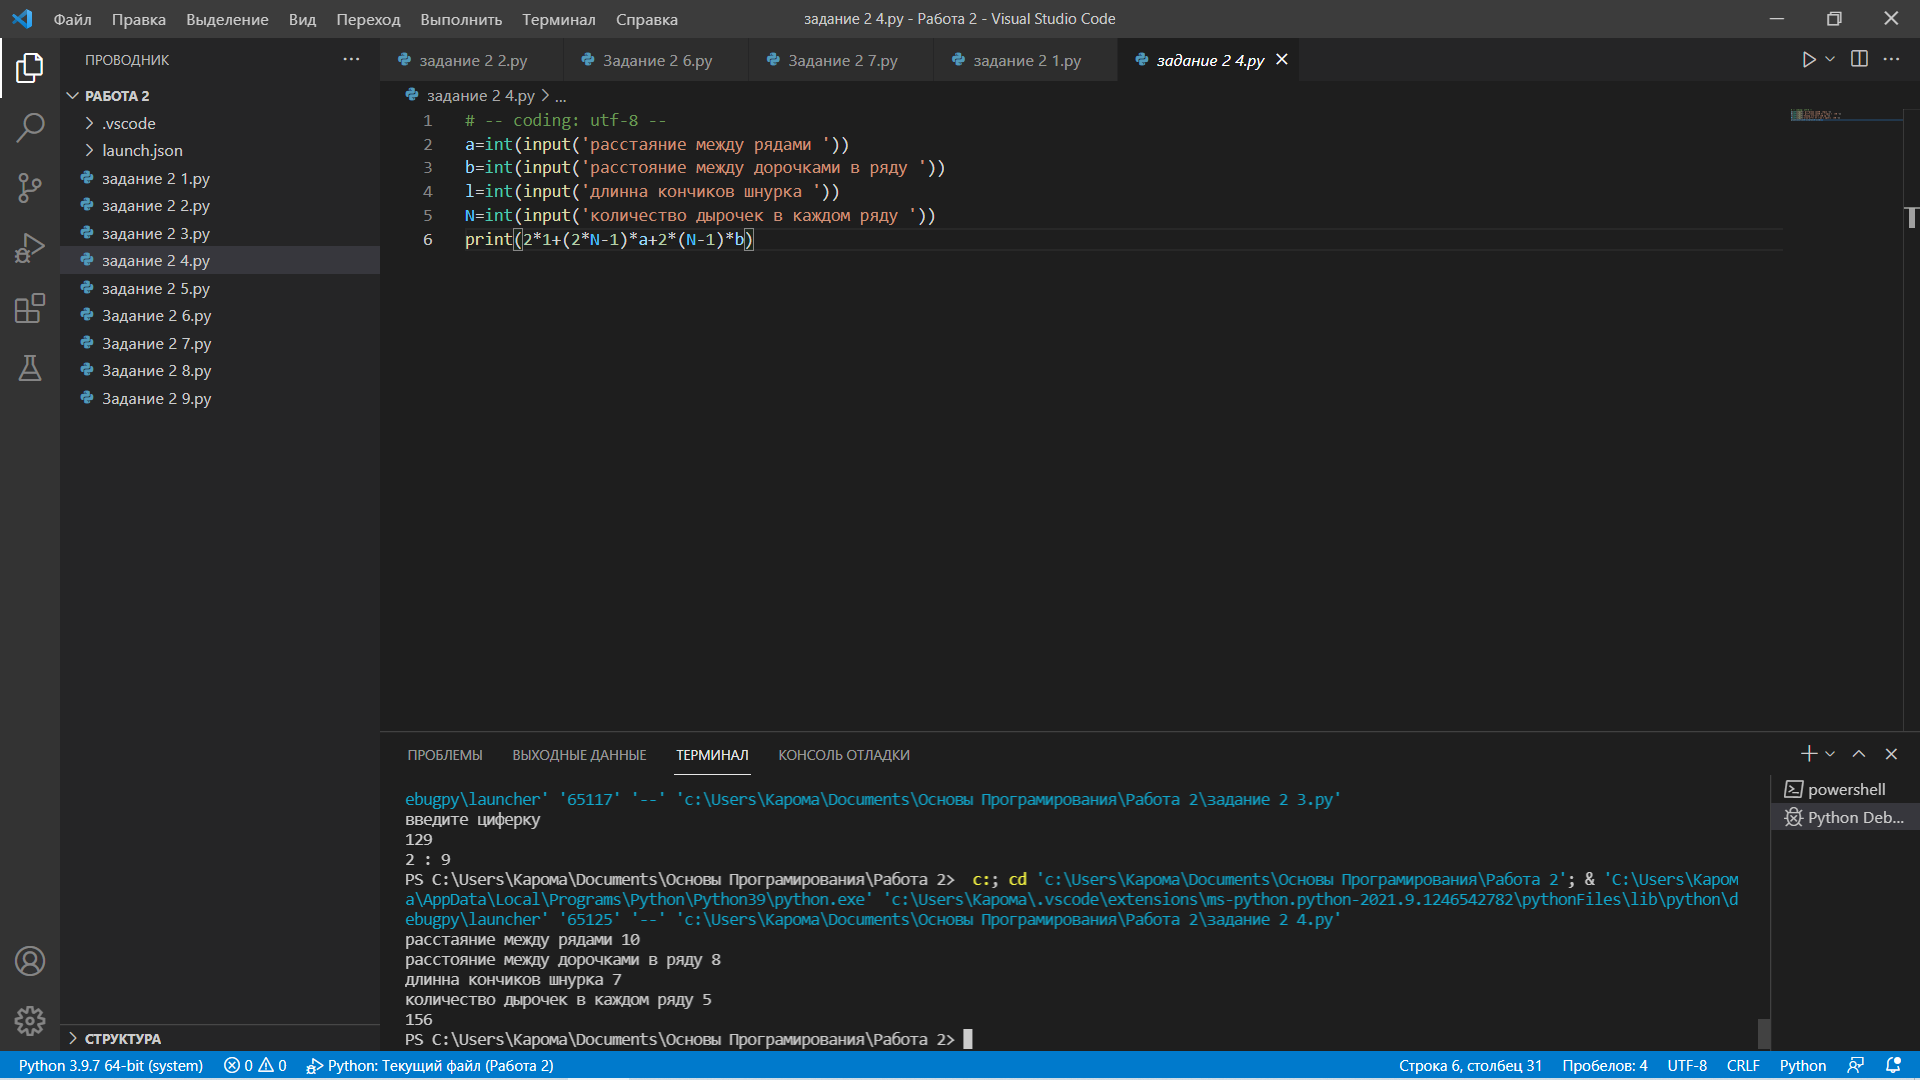 Файл Правка Выделение Вид Переход Выполнить Терминал Справка
задание 2 4.py - Работа 2 - Visual Studio Code
ПРОВОДНИК
РАБОТА 2
.vscode
launch.json
задание 2 1.py
задание 2 2.py
задание 2 3.py
задание 2 4.py
задание 2 5.py
Задание 2 6.py
Задание 2 7.py
Задание 2 8.py
Задание 2 9.py
СТРУКТУРА
задание 2 2.py Задание 2 6.py Задание 2 7.py задание 2 1.py задание 2 4.py
задание 2 4.py > ...
1 # -- coding: utf-8 --
2 a=int(input('расстаяние между рядами '))
3 b=int(input('расстояние между дорочками в ряду '))
4 l=int(input('длинна кончиков шнурка '))
5 N=int(input('количество дырочек в каждом ряду '))
6 print(2*1+(2*N-1)*a+2*(N-1)*b)
ПРОБЛЕМЫ ВЫХОДНЫЕ ДАННЫЕ ТЕРМИНАЛ КОНСОЛЬ ОТЛАДКИ
ebugpy\launcher' '65117' '--' 'c:\Users\Карома\Documents\Основы Програмирования\Работа 2\задание 2 3.py'
введите циферку
129
2 : 9
PS C:\Users\Карома\Documents\Основы Програмирования\Работа 2> c:; cd 'c:\Users\Карома\Documents\Основы Програмирования\Работа 2'; & 'C:\Users\Каром
а\AppData\Local\Programs\Python\Python39\python.exe' 'c:\Users\Карома\.vscode\extensions\ms-python.python-2021.9.1246542782\pythonFiles\lib\python\d
ebugpy\launcher' '65125' '--' 'c:\Users\Карома\Documents\Основы Програмирования\Работа 2\задание 2 4.py'
расстаяние между рядами 10
расстояние между дорочками в ряду 8
длинна кончиков шнурка 7
количество дырочек в каждом ряду 5
156
PS C:\Users\Карома\Documents\Основы Програмирования\Работа 2>
powershell
Python Deb...
Python 3.9.7 64-bit (system) 0 0 Python: Текущий файл (Работа 2) Строка 6, столбец 31 Пробелов: 4 UTF-8 CRLF Python